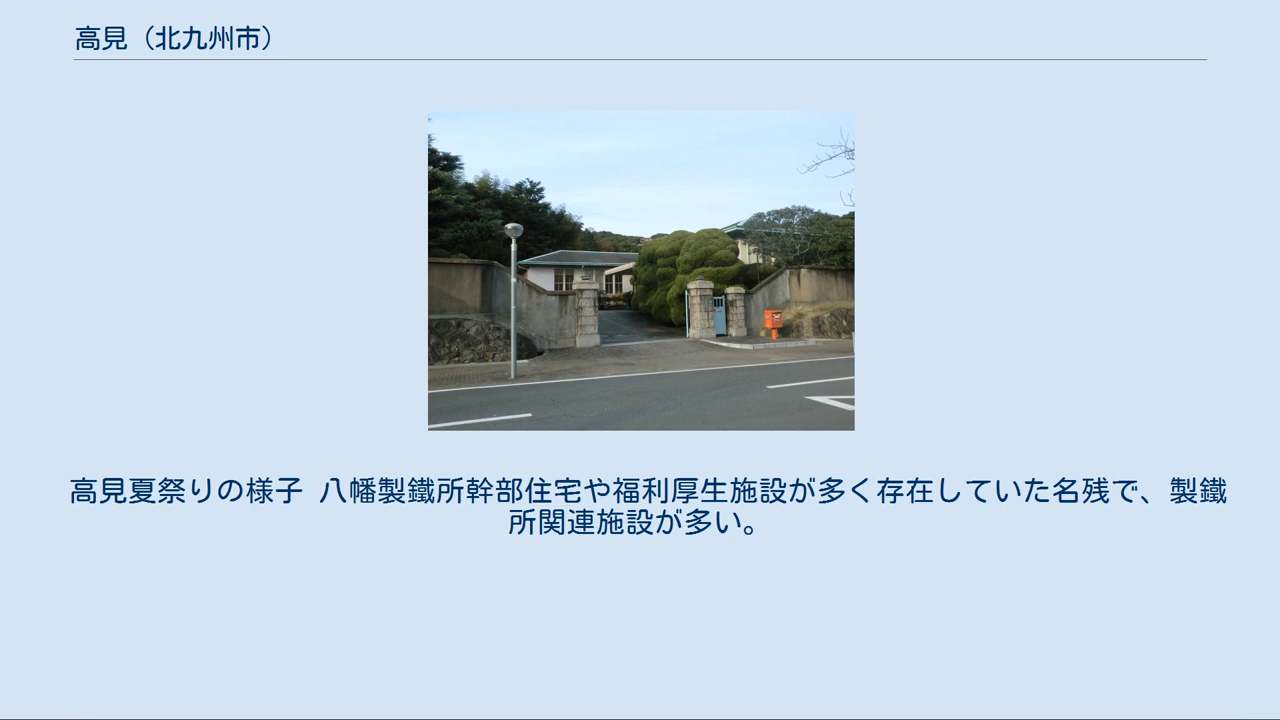 高見（北九州市）
高見夏祭りの様子 八幡製鐵所幹部住宅や福利厚生施設が多く存在していた名残で、製鐵
所関連施設が多い。